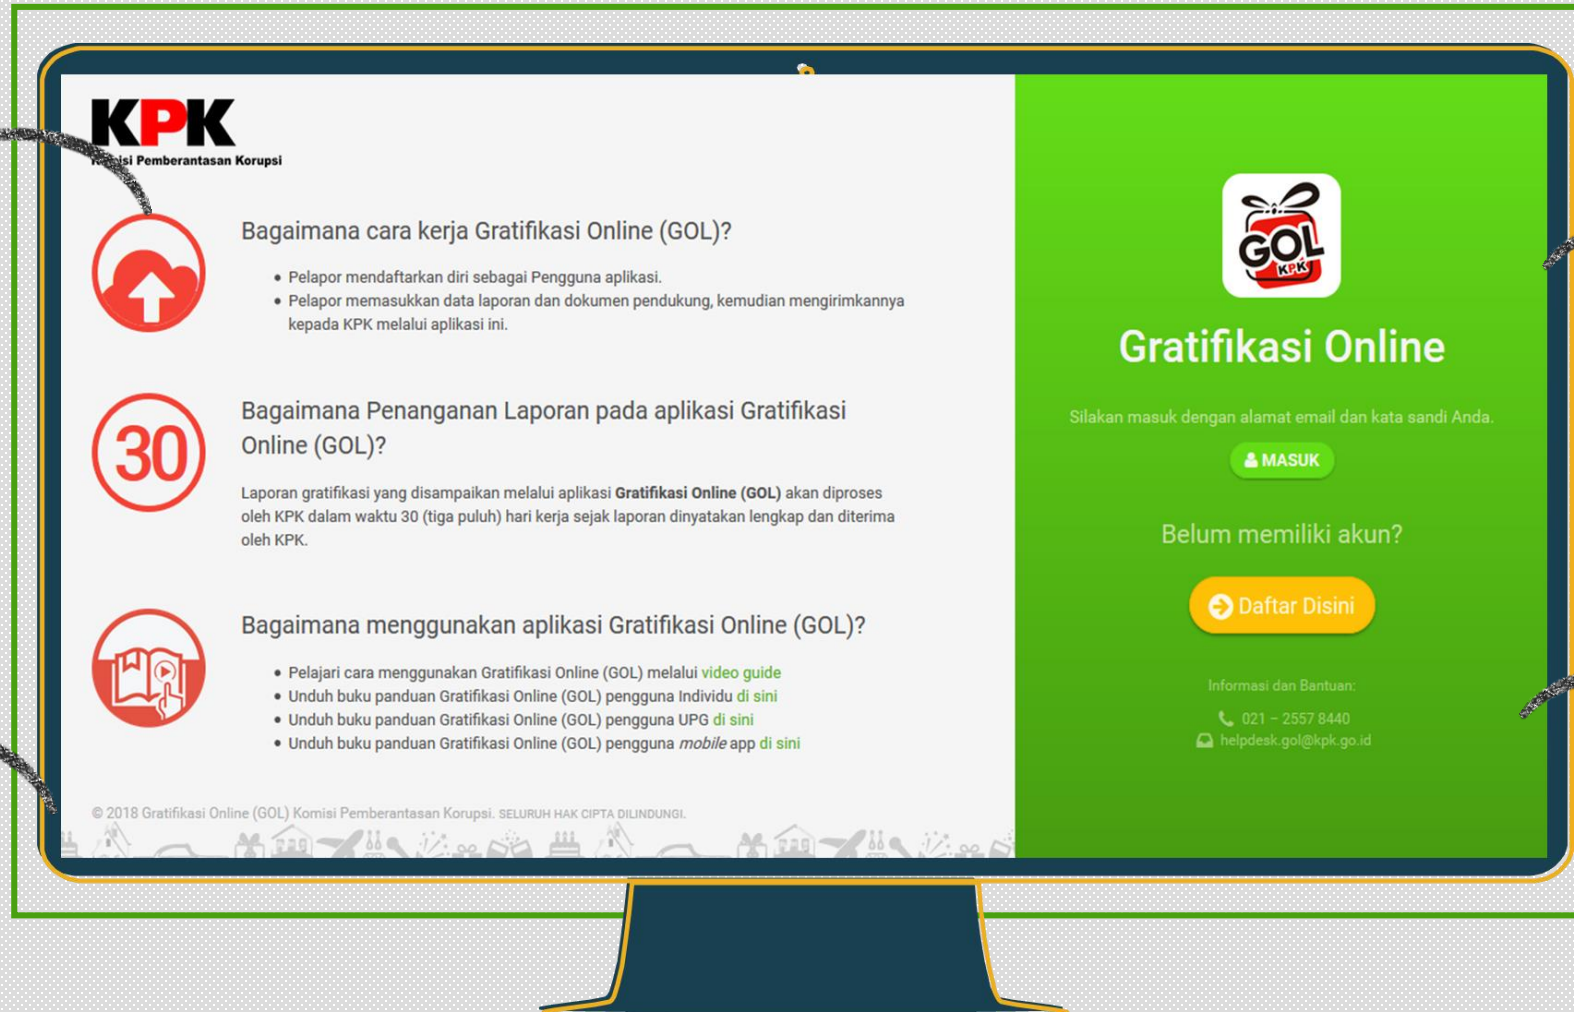 KPK
Komisi Pemberantasan Korupsi
Bagaimana cara kerja Gratifikasi Online (GOL)?
• Pelapor mendaftarkan diri sebagai Pengguna aplikasi.
• Pelapor memasukkan data laporan dan dokumen pendukung, kemudian mengirimkannya
kepada KPK melalui aplikasi ini.
30
Bagaimana Penanganan Laporan pada aplikasi Gratifikasi
Online (GOL)?
Laporan gratifikasi yang disampaikan melalui aplikasi Gratifikasi Online (GOL) akan diproses
oleh KPK dalam waktu 30 (tiga puluh) hari kerja sejak laporan dinyatakan lengkap dan diterima
oleh KPK.
Bagaimana menggunakan aplikasi Gratifikasi Online (GOL)?
• Pelajari cara menggunakan Gratifikasi Online (GOL) melalui video guide
• Unduh buku panduan Gratifikasi Online (GOL) pengguna Individu di sini
• Unduh buku panduan Gratifikasi Online (GOL) pengguna UPG di sini
• Unduh buku panduan Gratifikasi Online (GOL) pengguna mobile app di sini
© 2018 Gratifikasi Online (GOL) Komisi Pemberantasan Korupsi. SELURUH HAK CIPTA DILINDUNGI.
GOL
KPK
Gratifikasi Online
Silakan masuk dengan alamat email dan kata sandi Anda.
MASUK
Belum memiliki akun?
Daftar Disini
Informasi dan Bantuan:
021 – 2557 8440
helpdesk.gol@kpk.go.id